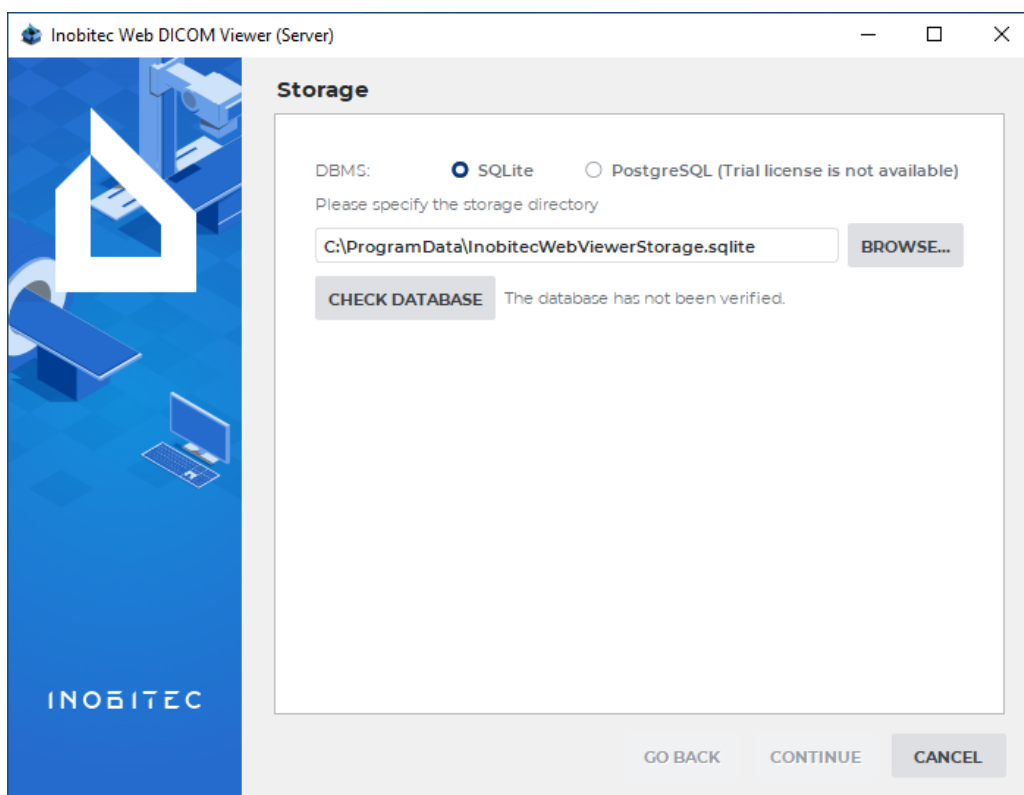 Inobitec Web DICOM Viewer (Server)
Storage
DBMS: SQLite PostgreSQL (Trial license is not available)
Please specify the storage directory
C:\ProgramData\InobitecWebViewerStorage.sqlite BROWSE...
CHECK DATABASE The database has not been verified.
INOBITEC
GO BACK CONTINUE CANCEL